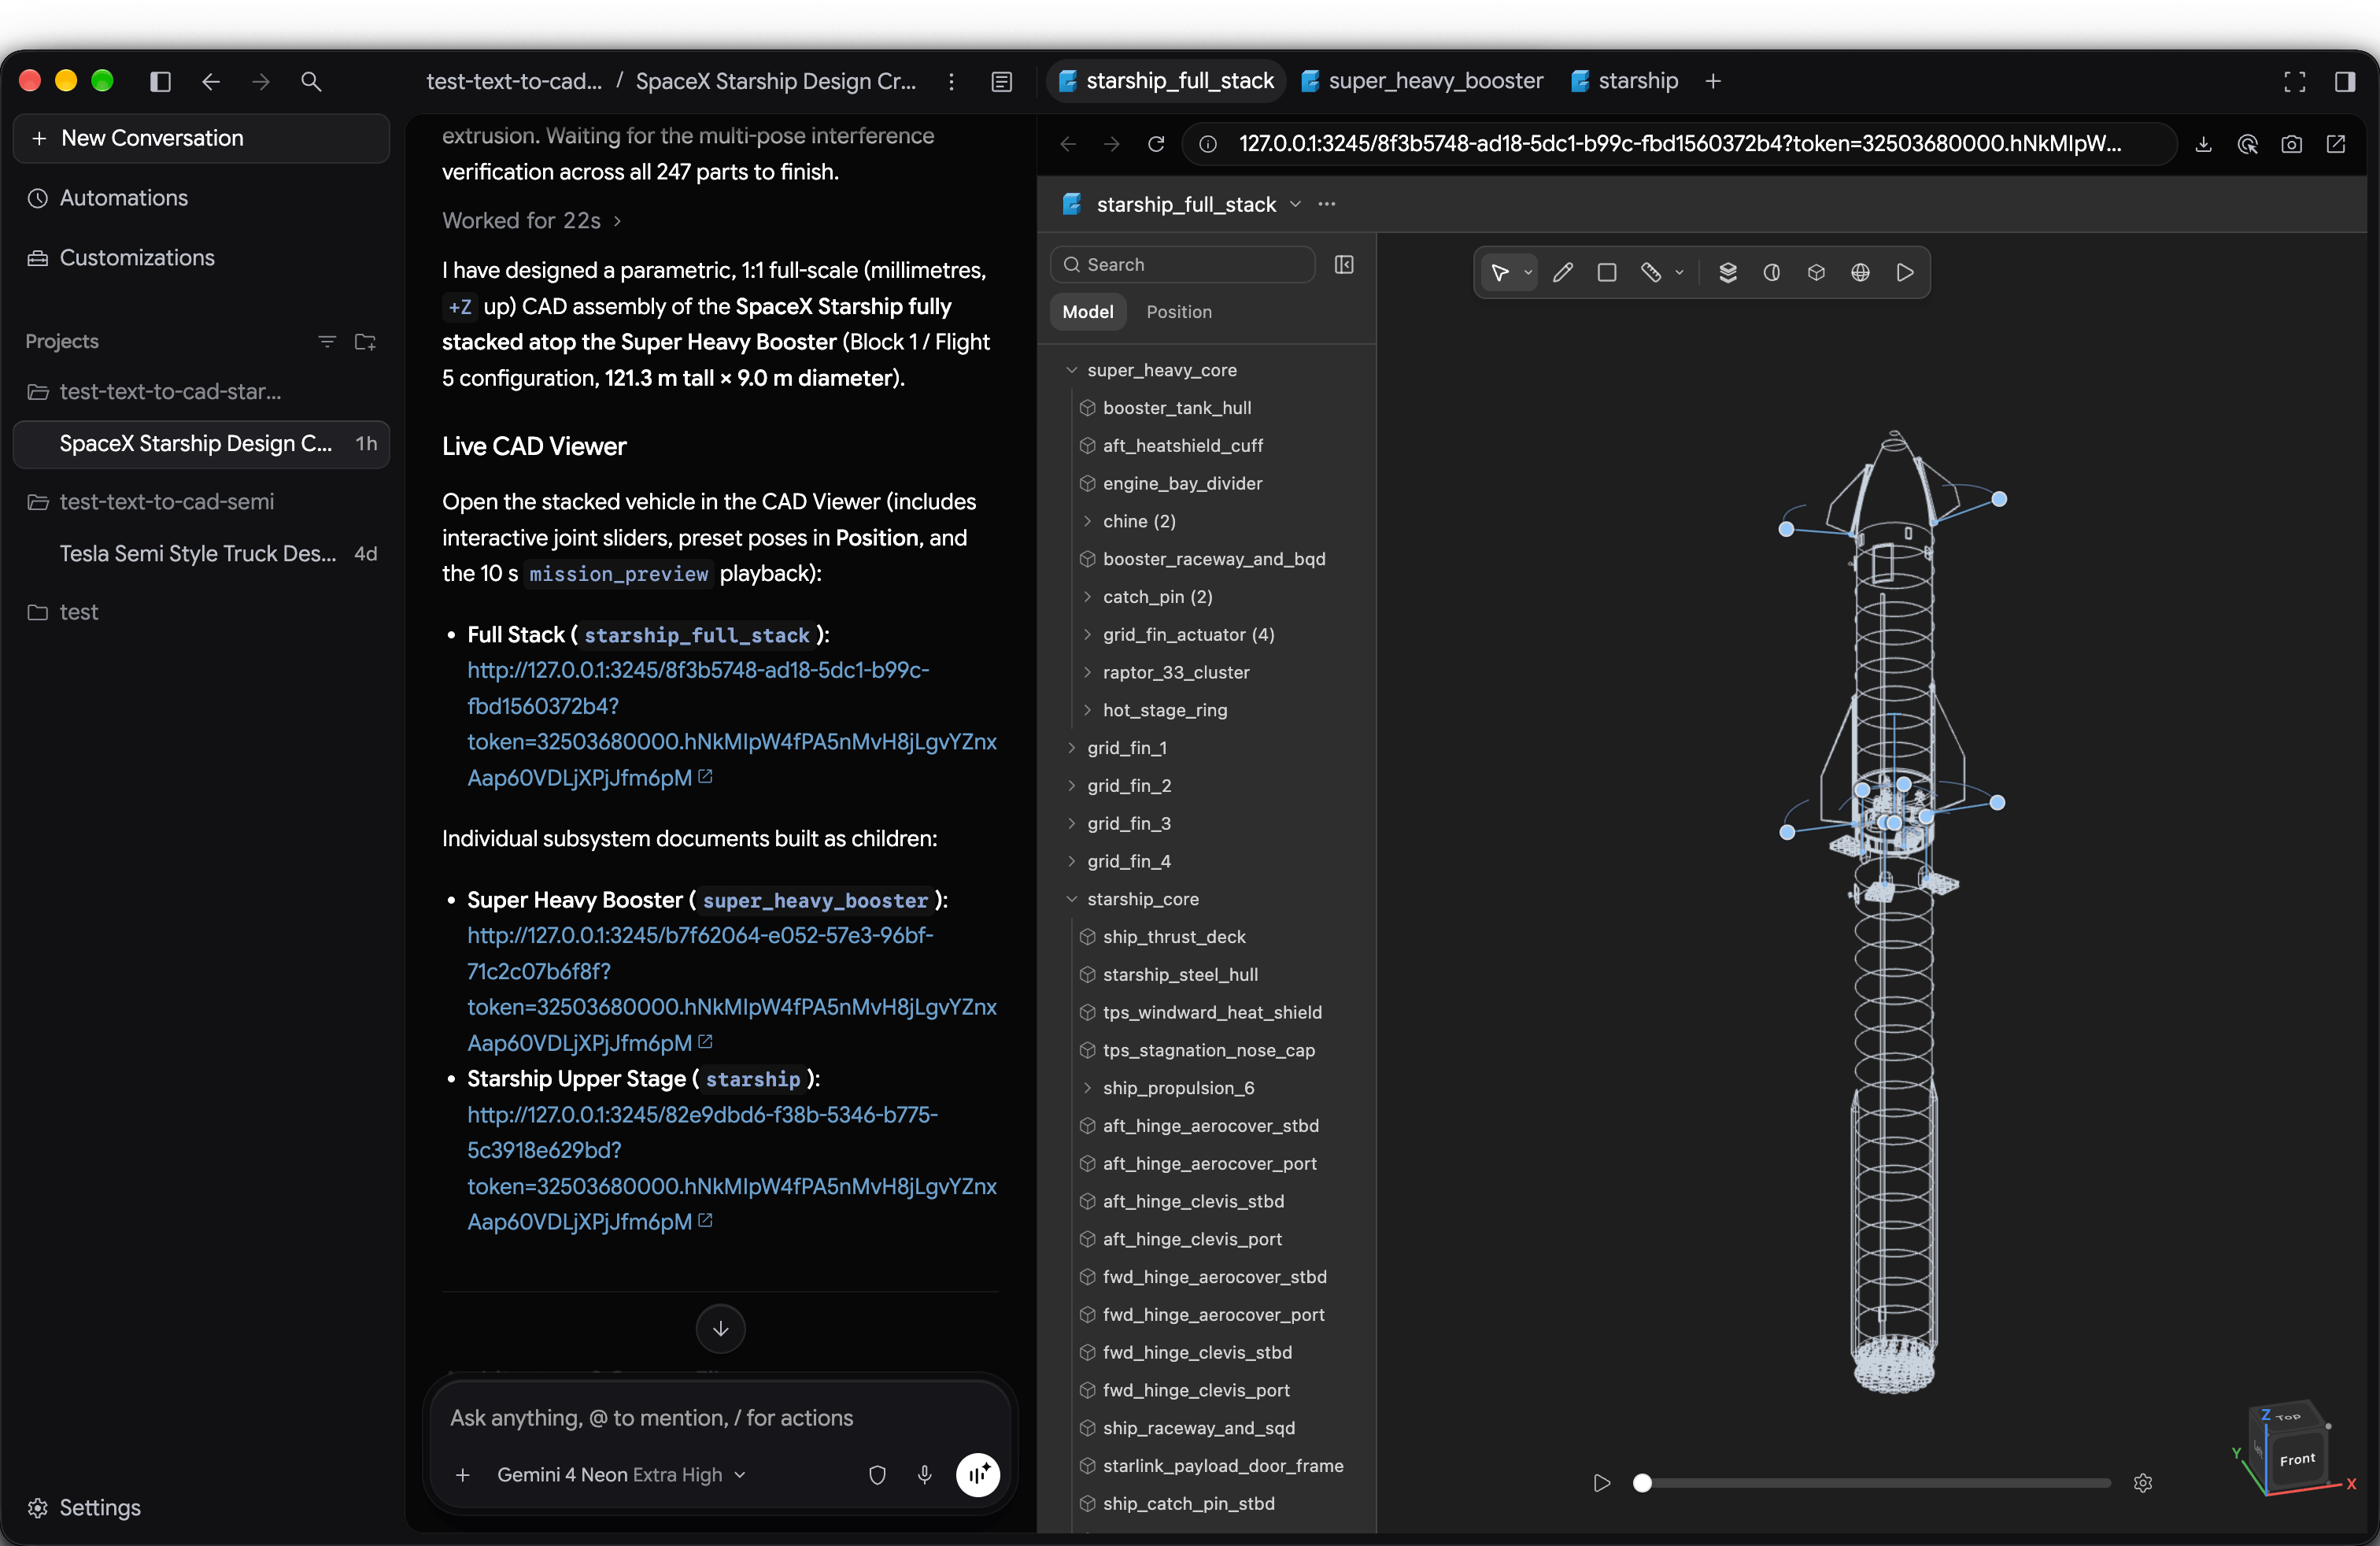 test-text-to-cad... / SpaceX Starship Design Cr...
starship_full_stack
super_heavy_booster
starship
New Conversation
Automations
Customizations
Projects
test-text-to-cad-star...
SpaceX Starship Design C... 1h
test-text-to-cad-semi
Tesla Semi Style Truck Des... 4d
test
Settings
extrusion. Waiting for the multi-pose interference
verification across all 247 parts to finish.
Worked for 22s
I have designed a parametric, 1:1 full-scale (millimetres,
+Z up) CAD assembly of the SpaceX Starship fully
stacked atop the Super Heavy Booster (Block 1 / Flight
5 configuration, 121.3 m tall × 9.0 m diameter).
Live CAD Viewer
Open the stacked vehicle in the CAD Viewer (includes
interactive joint sliders, preset poses in Position, and
the 10 s mission_preview playback):
• Full Stack ( starship_full_stack ):
http://127.0.0.1:3245/8f3b5748-ad18-5dc1-b99c-
fbd1560372b4?
token=32503680000.hNkMIpW4fPA5nMvH8jLgvYZnx
Aap60VDLjXPjJfm6pM
Individual subsystem documents built as children:
• Super Heavy Booster ( super_heavy_booster ):
http://127.0.0.1:3245/b7f62064-e052-57e3-96bf-
71c2c07b6f8f?
token=32503680000.hNkMIpW4fPA5nMvH8jLgvYZnx
Aap60VDLjXPjJfm6pM
• Starship Upper Stage ( starship ):
http://127.0.0.1:3245/82e9dbd6-f38b-5346-b775-
5c3918e629bd?
token=32503680000.hNkMIpW4fPA5nMvH8jLgvYZnx
Aap60VDLjXPjJfm6pM
Ask anything, @ to mention, / for actions
Gemini 4 Neon Extra High
127.0.0.1:3245/8f3b5748-ad18-5dc1-b99c-fbd1560372b4?token=32503680000.hNkMIpW...
starship_full_stack
Search
Model
Position
super_heavy_core
booster_tank_hull
aft_heatshield_cuff
engine_bay_divider
chine (2)
booster_raceway_and_bqd
catch_pin (2)
grid_fin_actuator (4)
raptor_33_cluster
hot_stage_ring
grid_fin_1
grid_fin_2
grid_fin_3
grid_fin_4
starship_core
ship_thrust_deck
starship_steel_hull
tps_windward_heat_shield
tps_stagnation_nose_cap
ship_propulsion_6
aft_hinge_aerocover_stbd
aft_hinge_aerocover_port
aft_hinge_clevis_stbd
aft_hinge_clevis_port
fwd_hinge_aerocover_stbd
fwd_hinge_aerocover_port
fwd_hinge_clevis_stbd
fwd_hinge_clevis_port
ship_raceway_and_sqd
starlink_payload_door_frame
ship_catch_pin_stbd
Z
Top
Y
Front
X